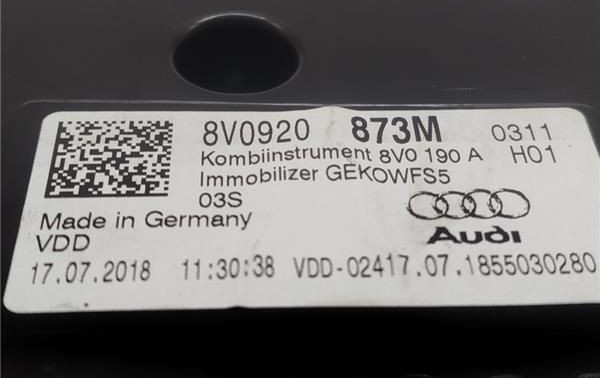 8V0920 873M 0311
Kombiinstrument 8V0 190 A H01
Immobilizer GEKOWFS5
03S
Made in Germany
Audi
VDD
17.07.2018 11:30:38 VDD-02417.07.1855030280